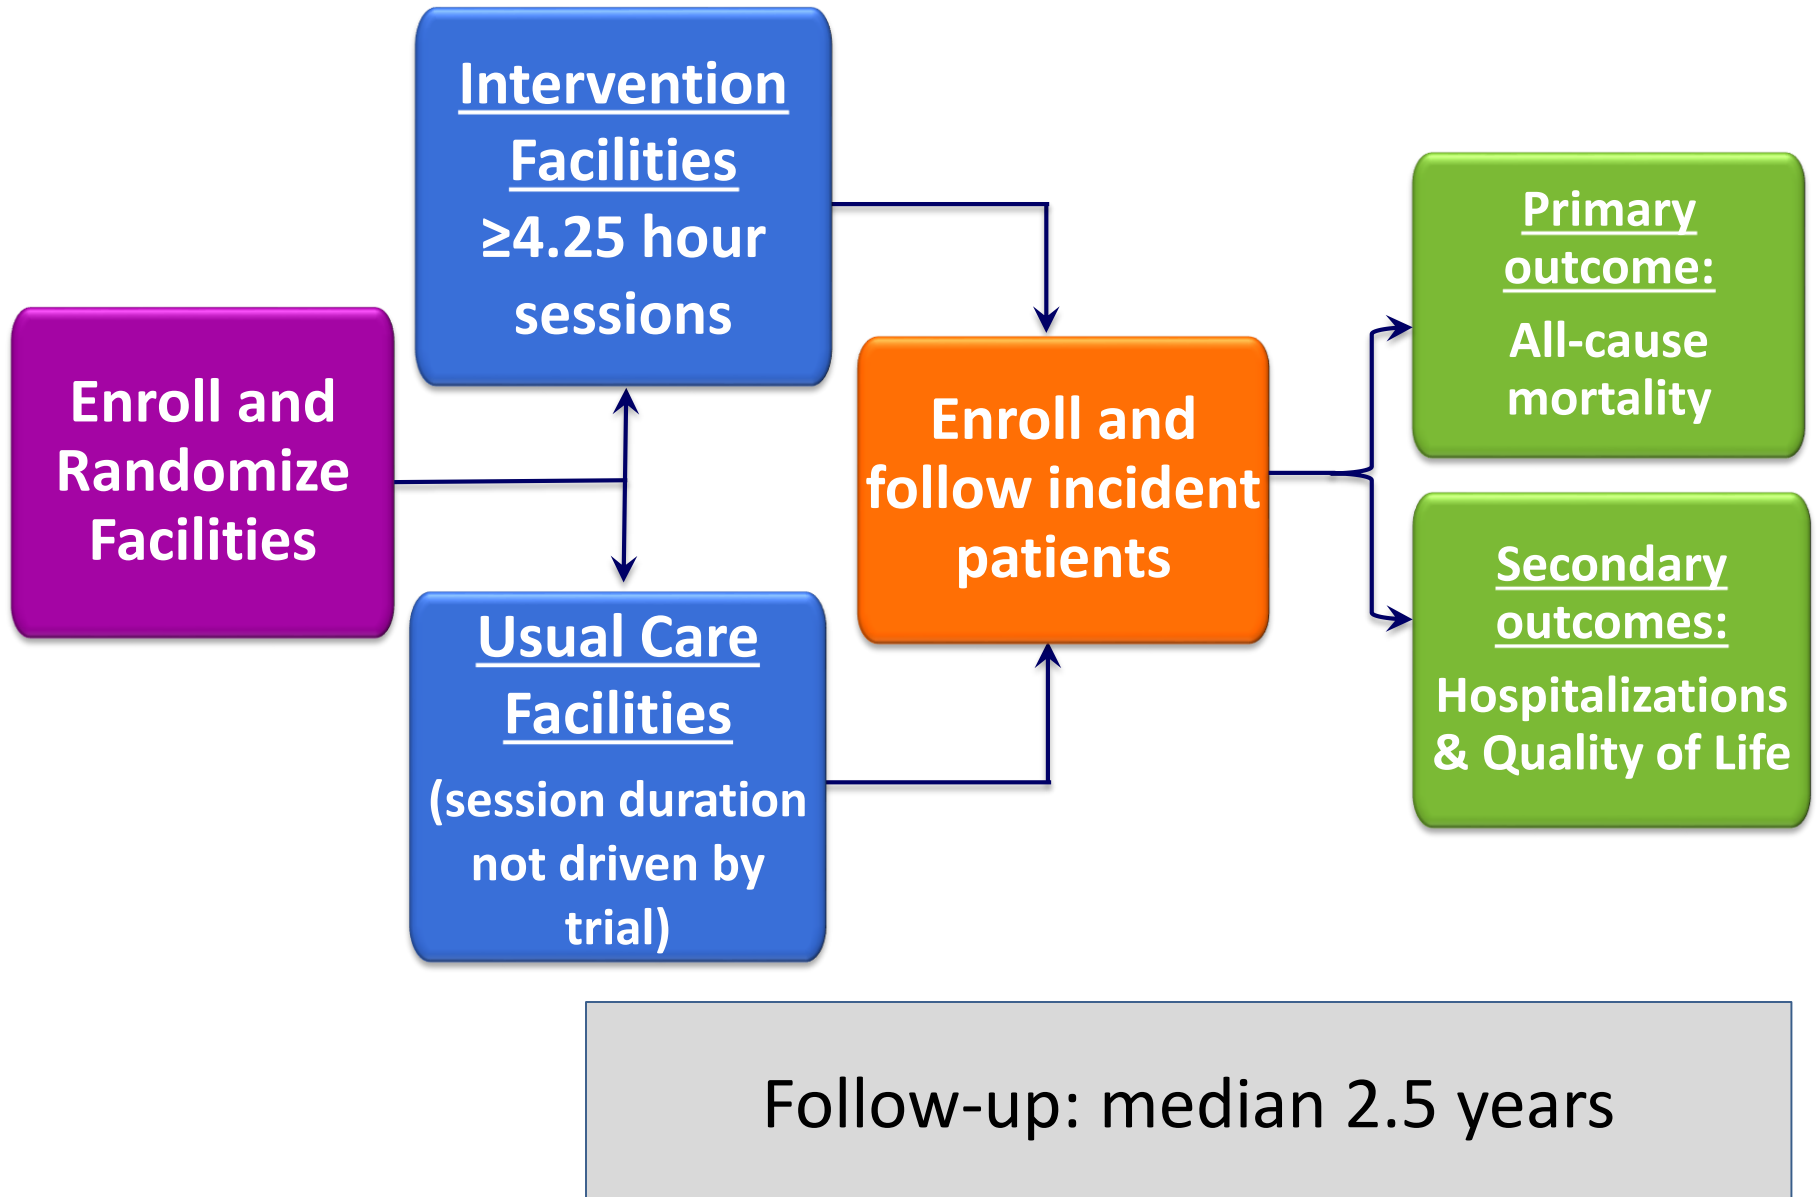 Enroll and
Randomize
Facilities
Intervention
Facilities
≥4.25 hour
sessions
Usual Care
Facilities
(session duration
not driven by
trial)
Enroll and
follow incident
patients
Primary
outcome:
All-cause
mortality
Secondary
outcomes:
Hospitalizations
& Quality of Life
Follow-up: median 2.5 years